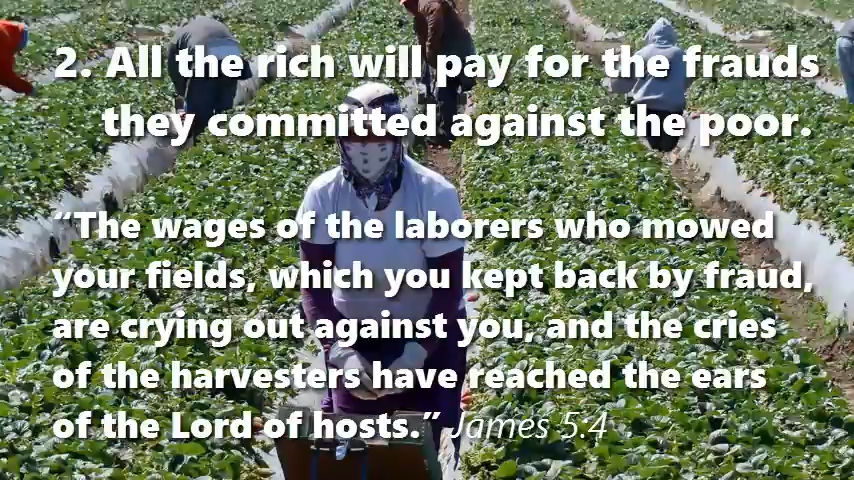 2. All the rich will pay for the frauds
they committed against the poor.
“The wages of the laborers who mowed
your fields, which you kept back by fraud,
are crying out against you, and the cries
of the harvesters have reached the ears
of the Lord of hosts.” James 5.4